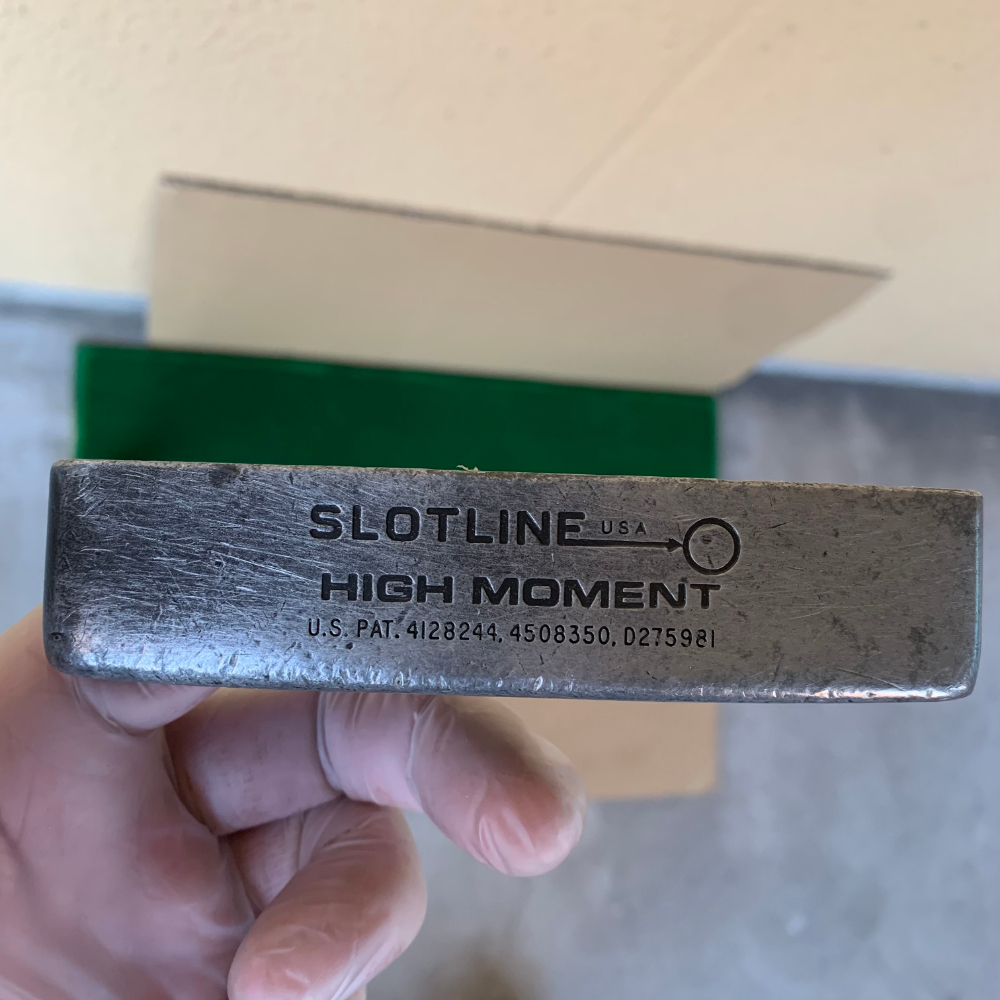 SLOTLINE USA
HIGH MOMENT
U.S. PAT. 4128244, 4508350, D275981